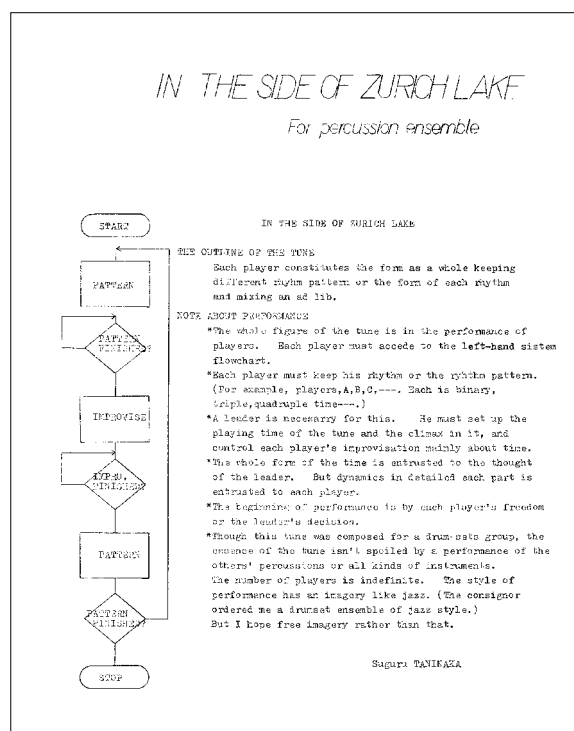 IN THE SIDE OF ZURICH LAKE
For percussion ensemble
START
PATTERN
PATTERN
FINISHED?
IMPROVISE
IMPRO.
FINISHED?
PATTERN
PATTERN
FINISHED?
STOP
IN THE SIDE OF ZURICH LAKE
THE OUTLINE OF THE TUNE
Each player constitutes the form as a whole keeping
different rhyhm pattern or the form of each rhythm
and mixing an ad lib.
NOTE ABOUT PERFORMANCE
*The whole figure of the tune is in the performance of
players. Each player must accede to the left-hand sistem
flowchart.
*Each player must keep his rhythm or the ryhthm pattern.
(For example, players,A,B,C,---. Each is binary,
triple,quadruple time---.)
*A leader is necesarry for this. He must set up the
playing time of the tune and the climax in it, and
control each player's improvisation mainly about time.
*The whole form of the time is entrusted to the thought
of the leader. But dynamics in detailed each part is
entrusted to each player.
*The beginning of performance is by each player's freedom
or the leader's decision.
*Though this tune was composed for a drum-sets group, the
essence of the tune isn't spoiled by a performance of the
others' percussions or all kinds of instruments.
The number of players is indefinite. The style of
performance has an imagery like jazz. (The consignor
ordered me a drumset ensemble of jazz style.)
But I hope free imagery rather than that.
Suguru TANINAKA